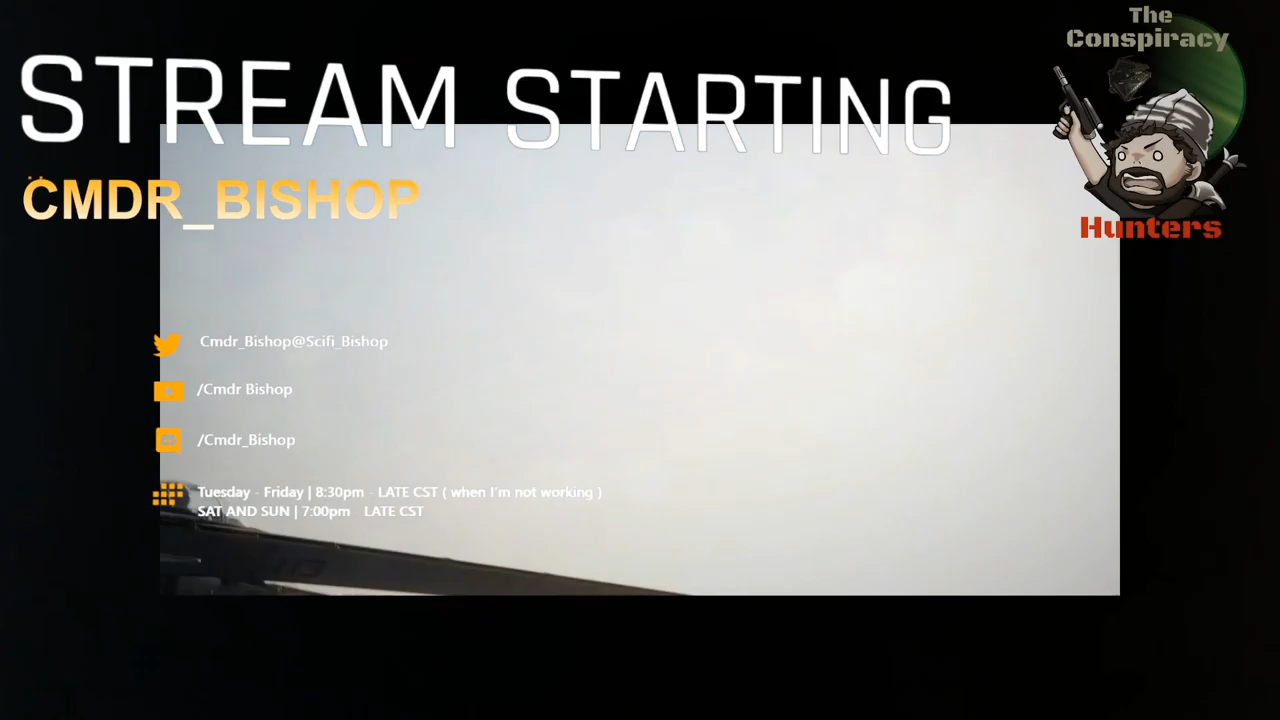 The
Conspiracy
STREAM STARTING
CMDR_BISHOP
Hunters
Cmdr_Bishop@Scifi_Bishop
/Cmdr Bishop
/Cmdr_Bishop
Tuesday - Friday | 8:30pm - LATE CST ( when I'm not working )
SAT AND SUN | 7:00pm LATE CST